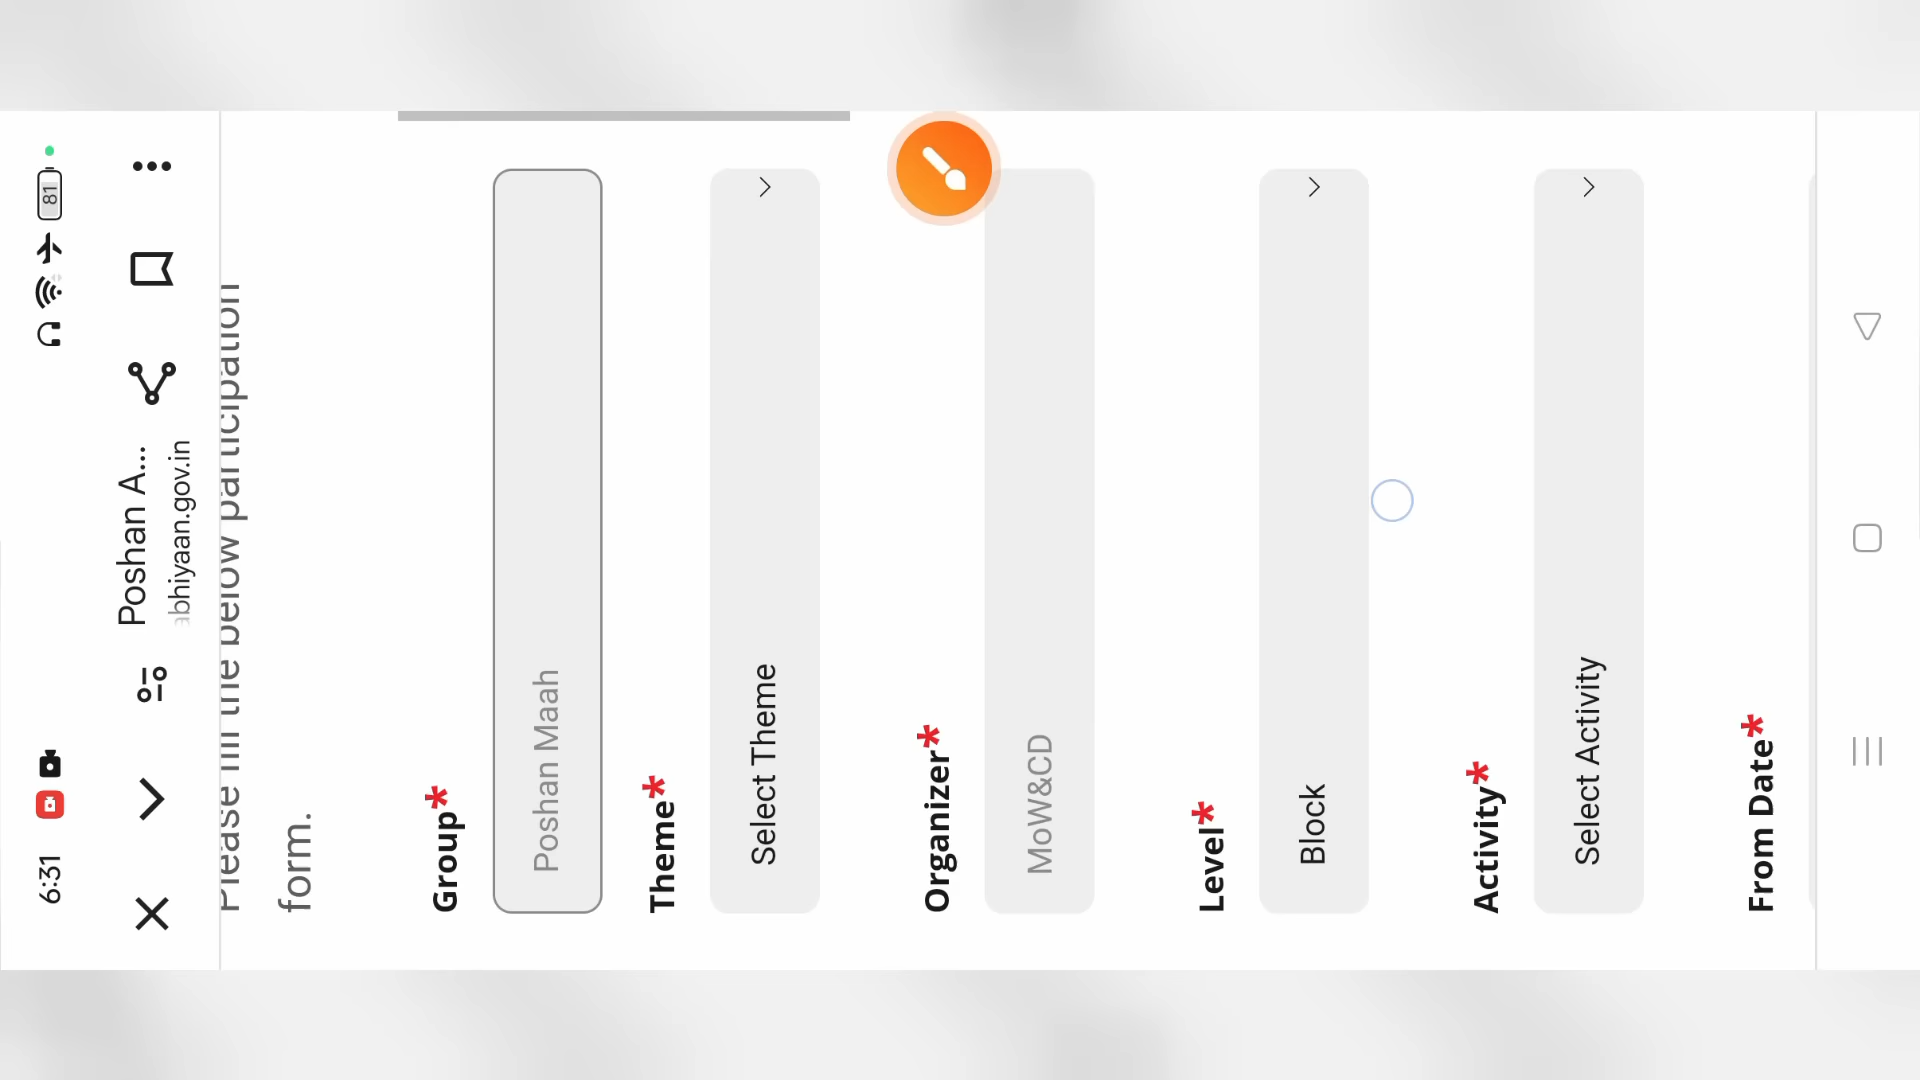 6:31
81
Poshan A...
abhiyaan.gov.in
Please fill the below participation
form.
Group*
Poshan Maah
Theme*
Select Theme
Organizer*
MoW&CD
Level*
Block
Activity*
Select Activity
From Date*